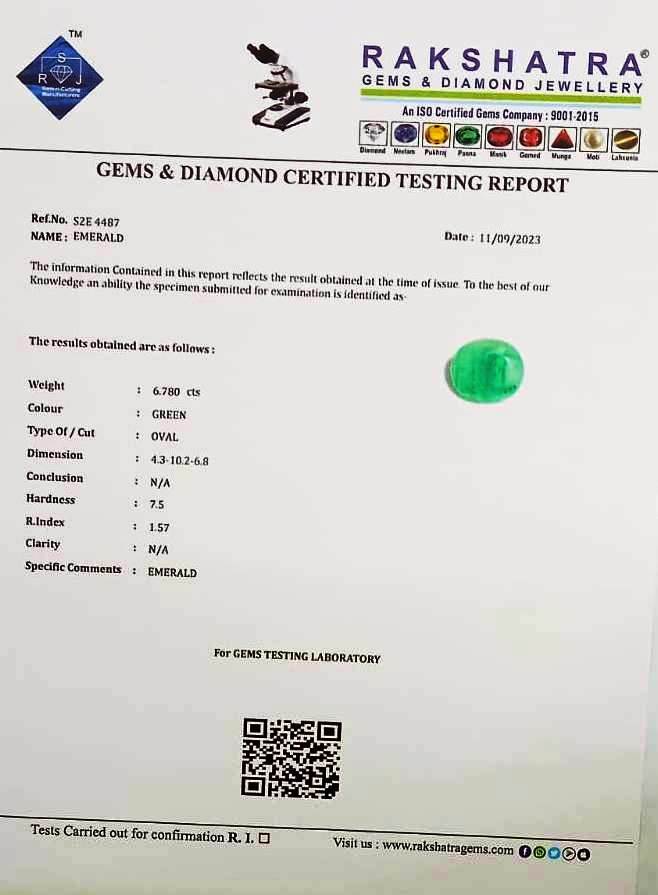 TM
S
R J
RAKSHATRA®
GEMS & DIAMOND JEWELLERY
An ISO Certified Gems Company : 9001-2015
Diamond Neelam Pukhraj Panna Manik Gomed Munga Moti Lahsunia
GEMS & DIAMOND CERTIFIED TESTING REPORT
Ref.No. S2E 4487
NAME : EMERALD
Date : 11/09/2023
The information Contained in this report reflects the result obtained at the time of issue. To the best of our
Knowledge an ability the specimen submitted for examination is identified as-
The results obtained are as follows :
Weight : 6.780 cts
Colour : GREEN
Type Of / Cut : OVAL
Dimension : 4.3-10.2-6.8
Conclusion : N/A
Hardness : 7.5
R.Index : 1.57
Clarity : N/A
Specific Comments : EMERALD
For GEMS TESTING LABORATORY
Tests Carried out for confirmation R. I. ☐
Visit us : www.rakshatragems.com